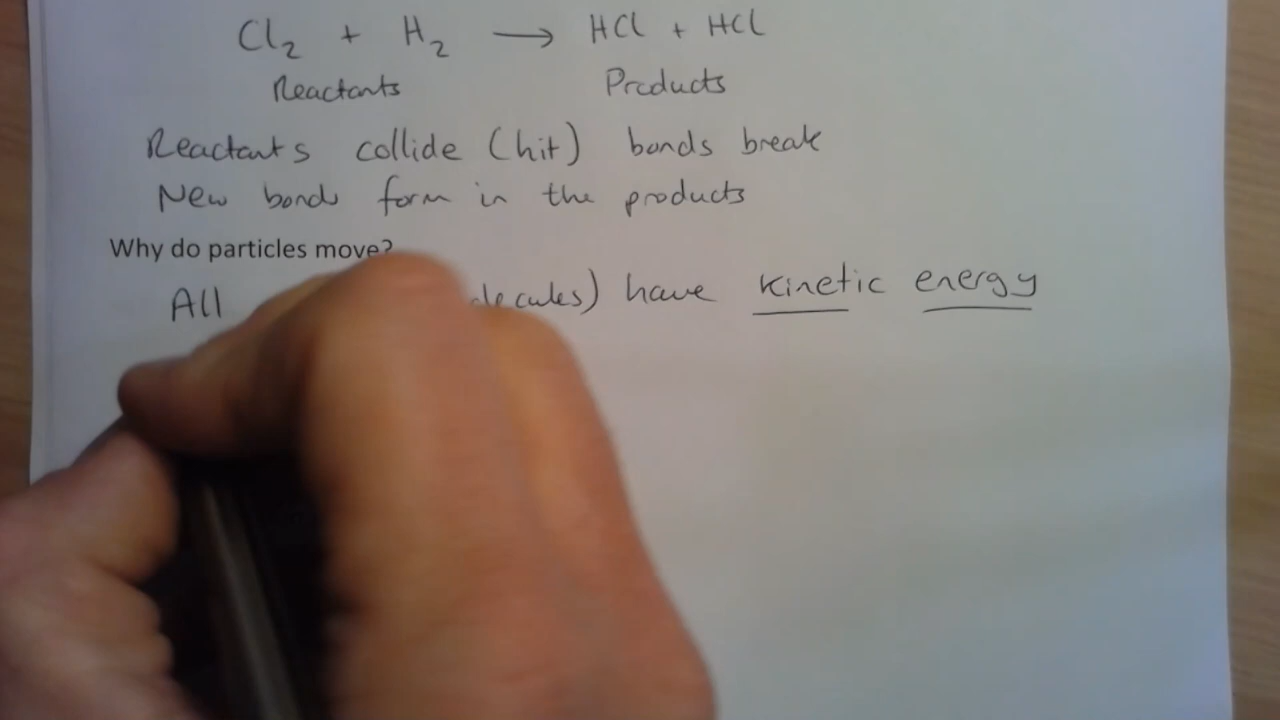 Cl₂ + H₂ → HCl + HCl
Reactants Products
Reactants collide (hit) bonds break
New bonds form in the products
Why do particles move?
All have kinetic energy